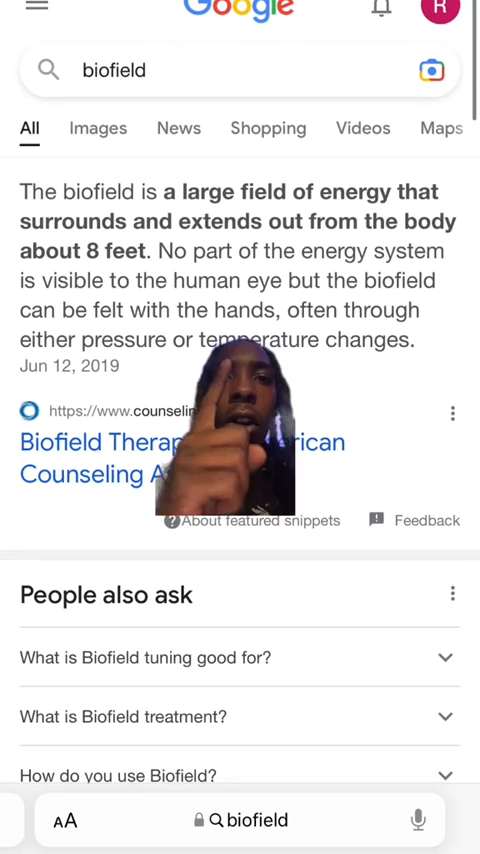 Google
R
biofield
All Images News Shopping Videos Maps
The biofield is a large field of energy that
surrounds and extends out from the body
about 8 feet. No part of the energy system
is visible to the human eye but the biofield
can be felt with the hands, often through
either pressure or temperature changes.
Jun 12, 2019
https://www.counselin
Biofield Therap rican
Counseling A
About featured snippets Feedback
People also ask
What is Biofield tuning good for?
What is Biofield treatment?
How do you use Biofield?
AA biofield